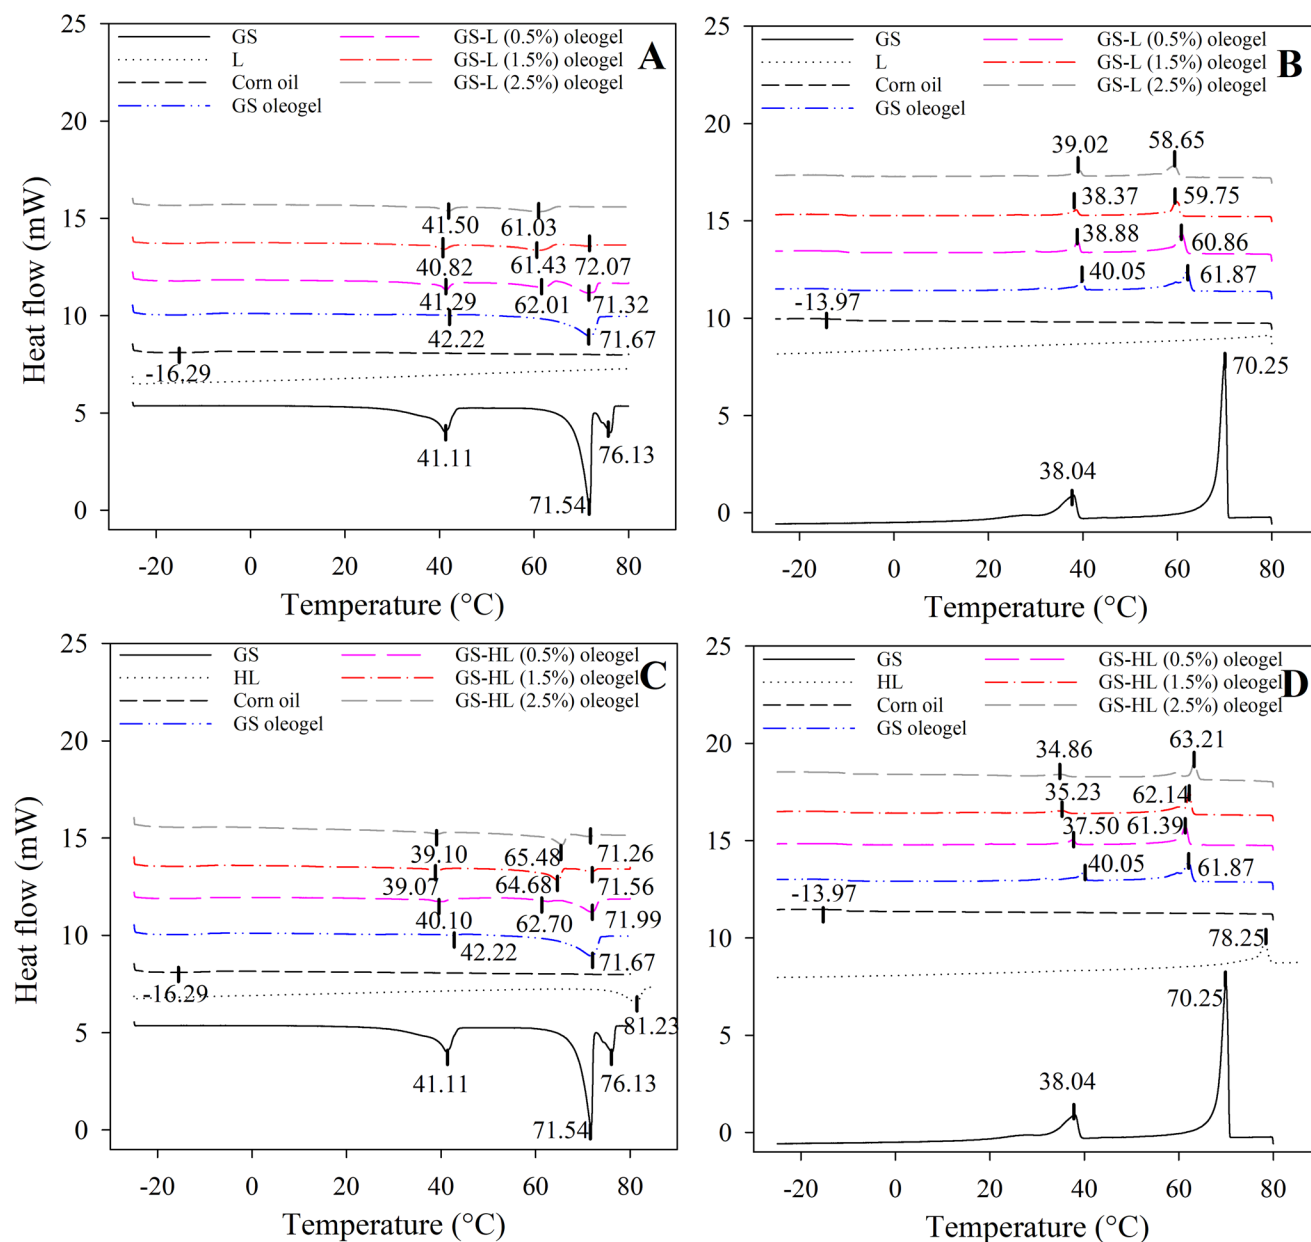 A
GS
L
Corn oil
GS oleogel
GS-L (0.5%) oleogel
GS-L (1.5%) oleogel
GS-L (2.5%) oleogel
Heat flow (mW)
25
20
15
10
5
0
41.50 61.03
40.82 61.43 72.07
41.29 62.01 71.32
42.22 71.67
-16.29
41.11 76.13
71.54
-20 0 20 40 60 80
Temperature (°C)
B
GS
L
Corn oil
GS oleogel
GS-L (0.5%) oleogel
GS-L (1.5%) oleogel
GS-L (2.5%) oleogel
25
20
15
10
5
0
39.02 58.65
38.37 59.75
38.88 60.86
40.05 61.87
-13.97
70.25
38.04
-20 0 20 40 60 80
Temperature (°C)
C
GS
HL
Corn oil
GS oleogel
GS-HL (0.5%) oleogel
GS-HL (1.5%) oleogel
GS-HL (2.5%) oleogel
Heat flow (mW)
25
20
15
10
5
0
39.10 65.48 71.26
39.07 64.68 71.56
40.10 62.70 71.99
42.22 71.67
-16.29
81.23
41.11 76.13
71.54
-20 0 20 40 60 80
Temperature (°C)
D
GS
HL
Corn oil
GS oleogel
GS-HL (0.5%) oleogel
GS-HL (1.5%) oleogel
GS-HL (2.5%) oleogel
25
20
15
10
5
0
34.86 63.21
35.23 62.14
37.50 61.39
40.05 61.87
-13.97
78.25
70.25
38.04
-20 0 20 40 60 80
Temperature (°C)